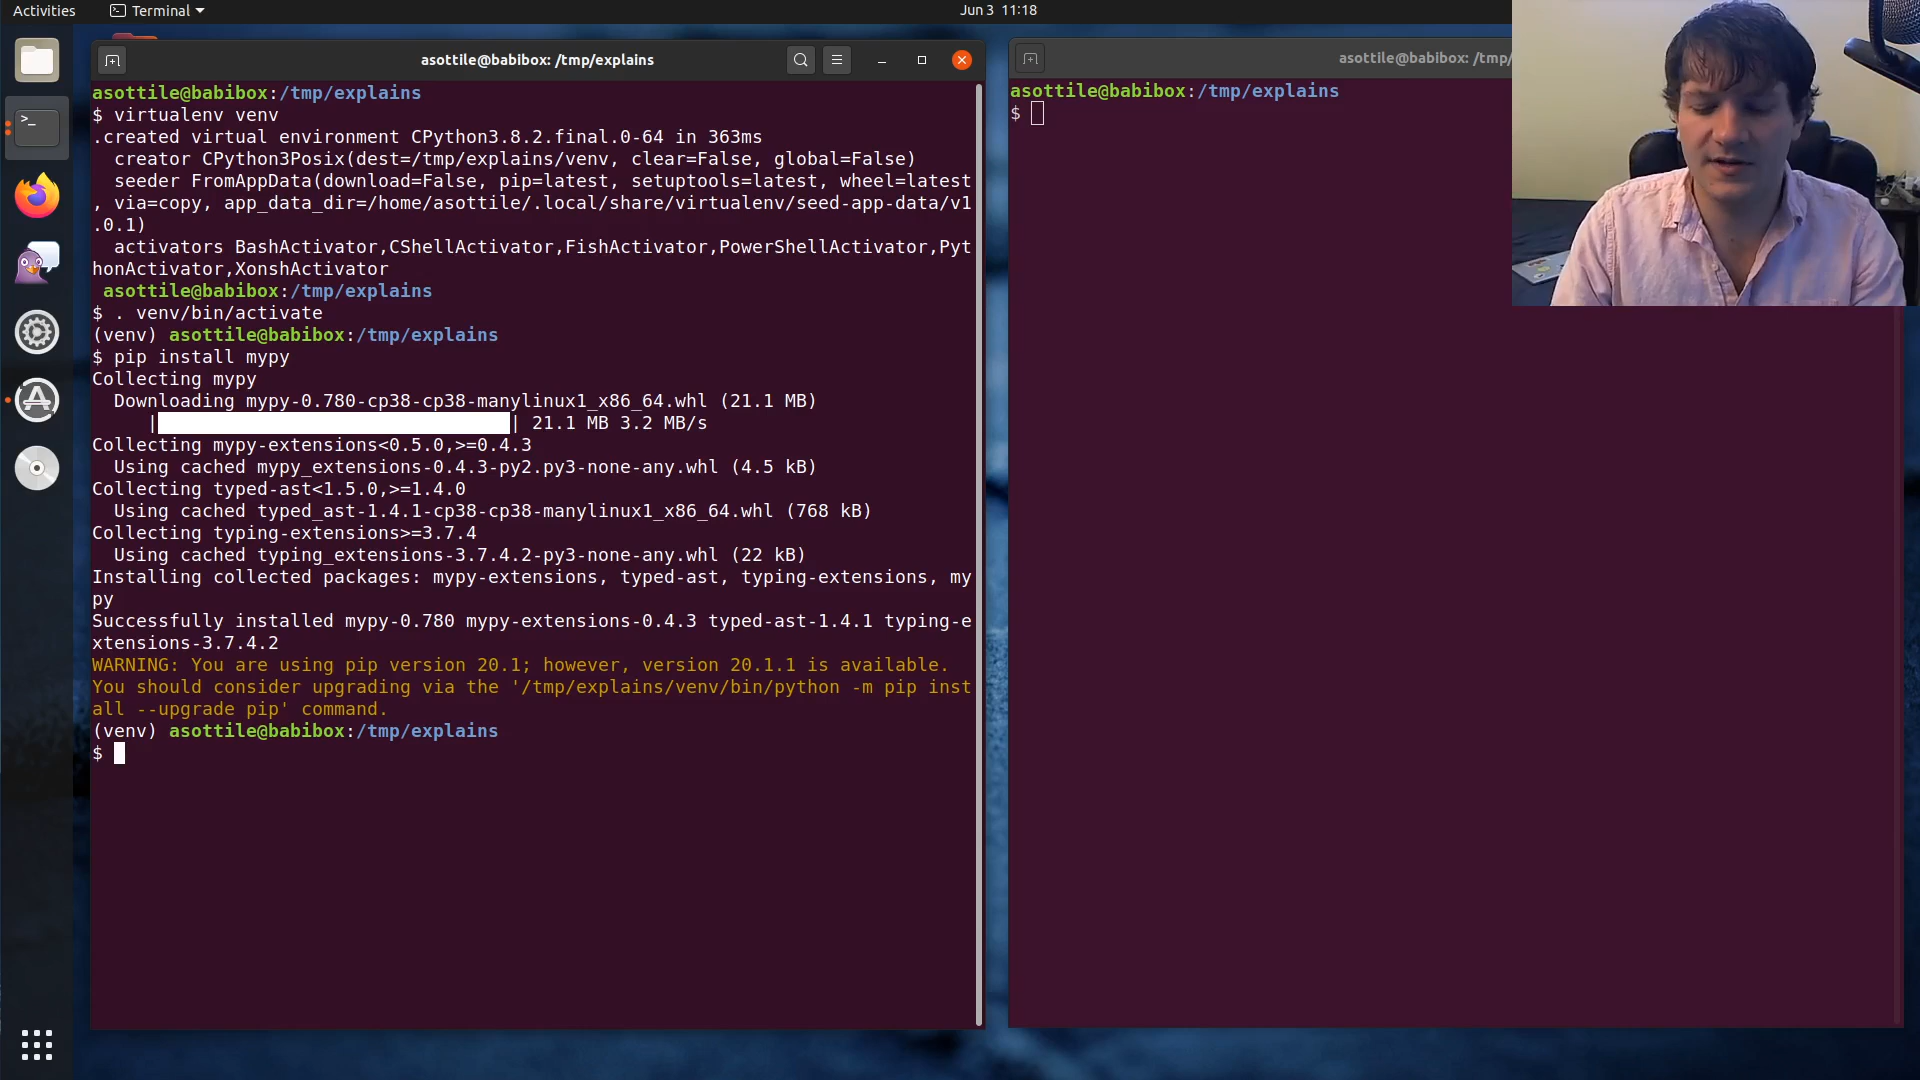 Activities
Terminal
Jun 3 11:18
asottile@babibox: /tmp/explains
asottile@babibox:/tmp/explains
$ virtualenv venv
.created virtual environment CPython3.8.2.final.0-64 in 363ms
  creator CPython3Posix(dest=/tmp/explains/venv, clear=False, global=False)
  seeder FromAppData(download=False, pip=latest, setuptools=latest, wheel=latest
, via=copy, app_data_dir=/home/asottile/.local/share/virtualenv/seed-app-data/v1
.0.1)
  activators BashActivator,CShellActivator,FishActivator,PowerShellActivator,Pyt
honActivator,XonshActivator
 asottile@babibox:/tmp/explains
$ . venv/bin/activate
(venv) asottile@babibox:/tmp/explains
$ pip install mypy
Collecting mypy
  Downloading mypy-0.780-cp38-cp38-manylinux1_x86_64.whl (21.1 MB)
     || 21.1 MB 3.2 MB/s
Collecting mypy-extensions<0.5.0,>=0.4.3
  Using cached mypy_extensions-0.4.3-py2.py3-none-any.whl (4.5 kB)
Collecting typed-ast<1.5.0,>=1.4.0
  Using cached typed_ast-1.4.1-cp38-cp38-manylinux1_x86_64.whl (768 kB)
Collecting typing-extensions>=3.7.4
  Using cached typing_extensions-3.7.4.2-py3-none-any.whl (22 kB)
Installing collected packages: mypy-extensions, typed-ast, typing-extensions, my
py
Successfully installed mypy-0.780 mypy-extensions-0.4.3 typed-ast-1.4.1 typing-e
xtensions-3.7.4.2
WARNING: You are using pip version 20.1; however, version 20.1.1 is available.
You should consider upgrading via the '/tmp/explains/venv/bin/python -m pip inst
all --upgrade pip' command.
(venv) asottile@babibox:/tmp/explains
$
asottile@babibox: /tmp/
asottile@babibox:/tmp/explains
$